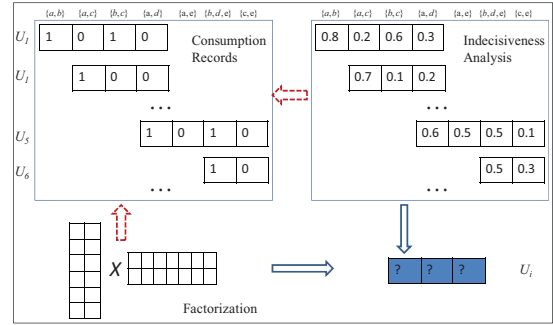 {a,b} {a,c} {b,c} {a,d} {a,e} {b,d,e} {c,e} {a,b} {a,c} {b,c} {a,d} {a,e} {b,d,e} {c,e}
U1 1 0 1 0 Consumption Records 0.8 0.2 0.6 0.3 Indecisiveness Analysis
U1 1 0 0 0.7 0.1 0.2
... ...
U5 1 0 1 0 0.6 0.5 0.5 0.1
U6 1 0 0.5 0.3
... ...
X ? ? ? Ui
Factorization